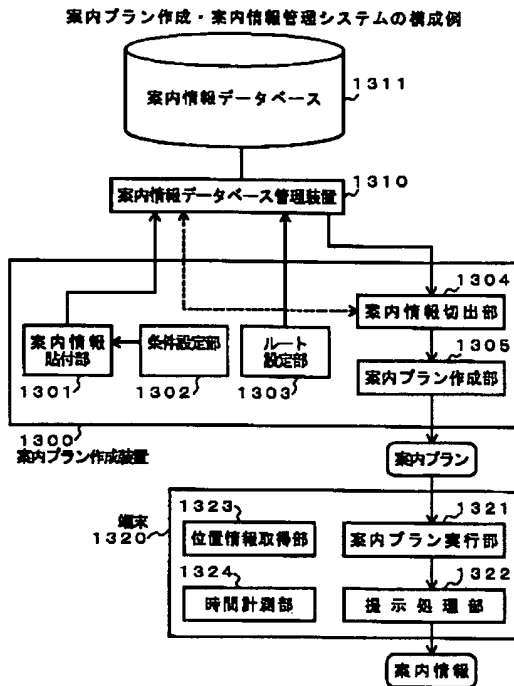 案内プラン作成・案内情報管理システムの構成例
案内情報データベース
1311
1310
案内情報データベース管理装置
1304
案内情報切出部
案内情報
貼付部
条件設定部
ルート
設定部
1305
案内プラン作成部
1301
1302
1303
1300
案内プラン作成装置
案内プラン
端末
1320
1323
位置情報取得部
1321
案内プラン実行部
1324
時間計測部
1322
提示処理部
案内情報